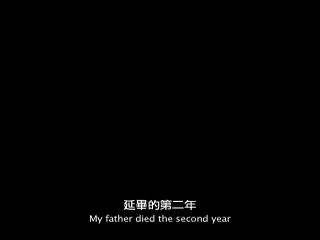 延畢的第二年
My father died the second year